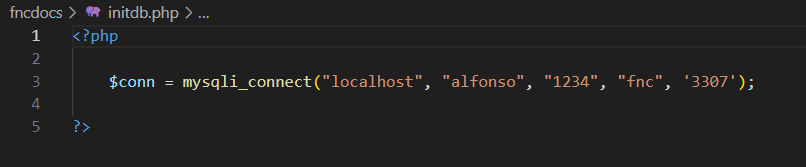 fncdocs > initdb.php > ...
1 <?php
2
3 $conn = mysqli_connect("localhost", "alfonso", "1234", "fnc", '3307');
4
5 ?>